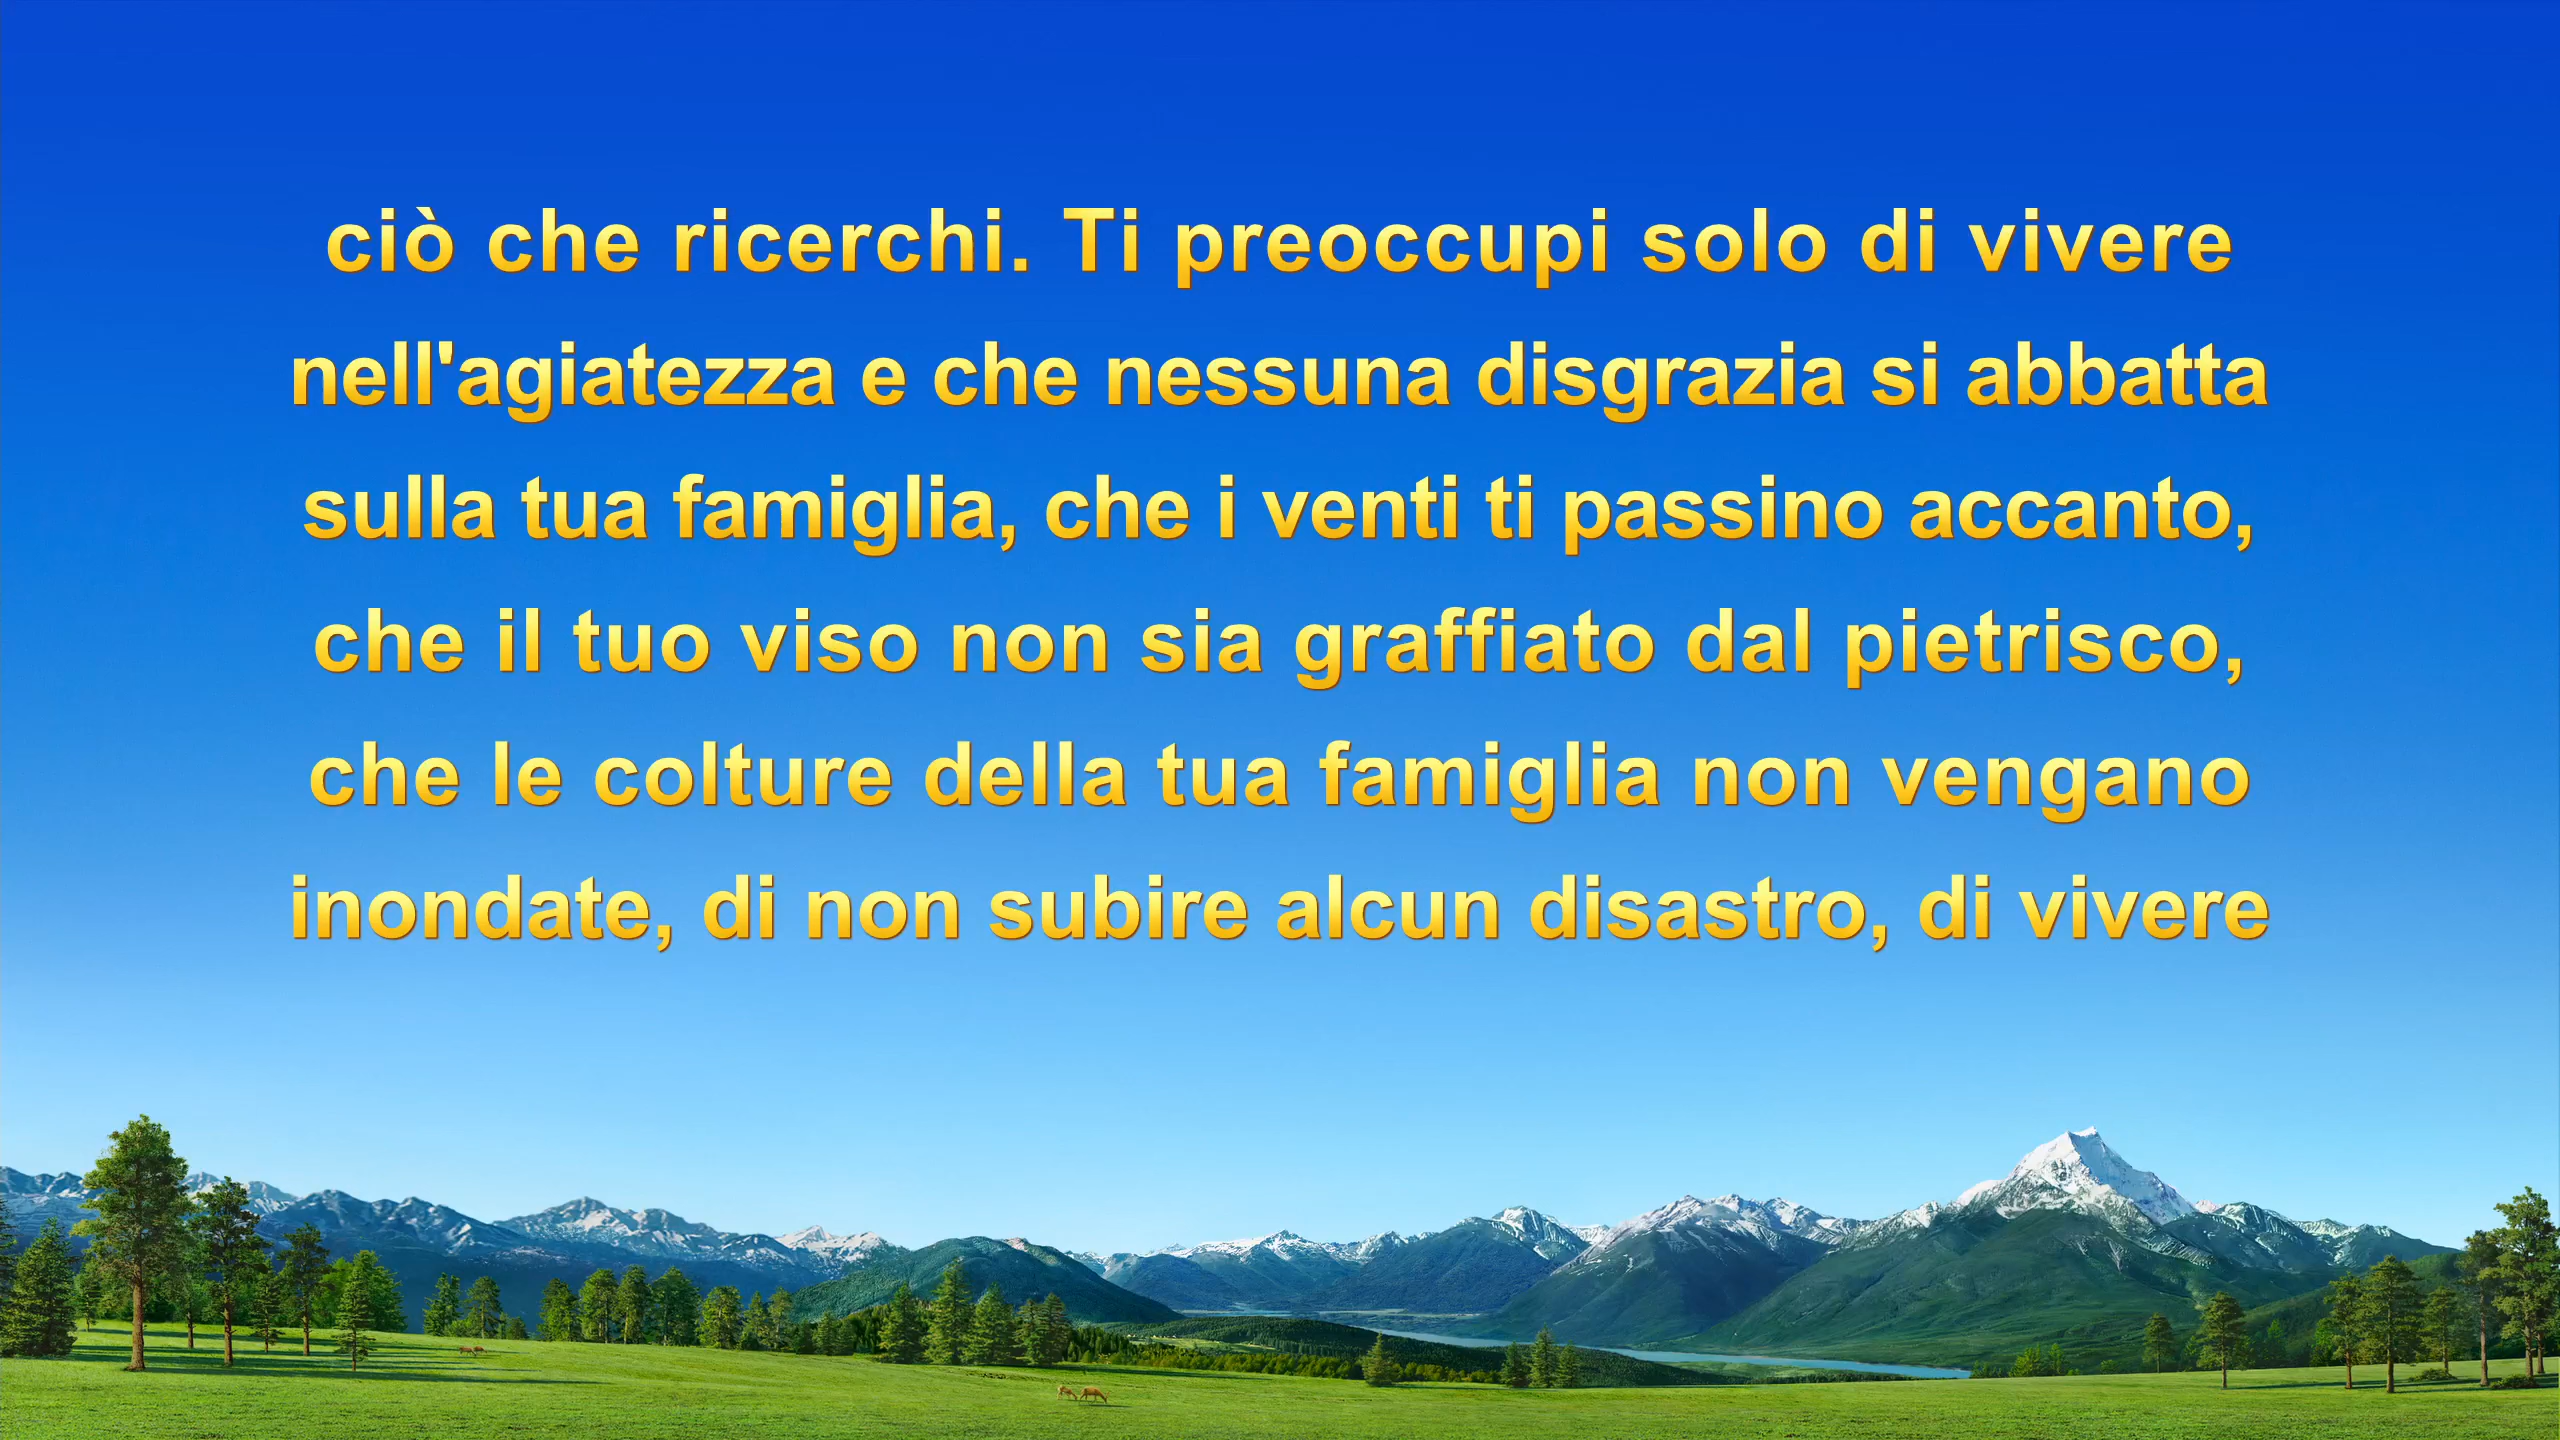 ciò che ricerchi. Ti preoccupi solo di vivere
nell'agiatezza e che nessuna disgrazia si abbatta
sulla tua famiglia, che i venti ti passino accanto,
che il tuo viso non sia graffiato dal pietrisco,
che le colture della tua famiglia non vengano
inondate, di non subire alcun disastro, di vivere